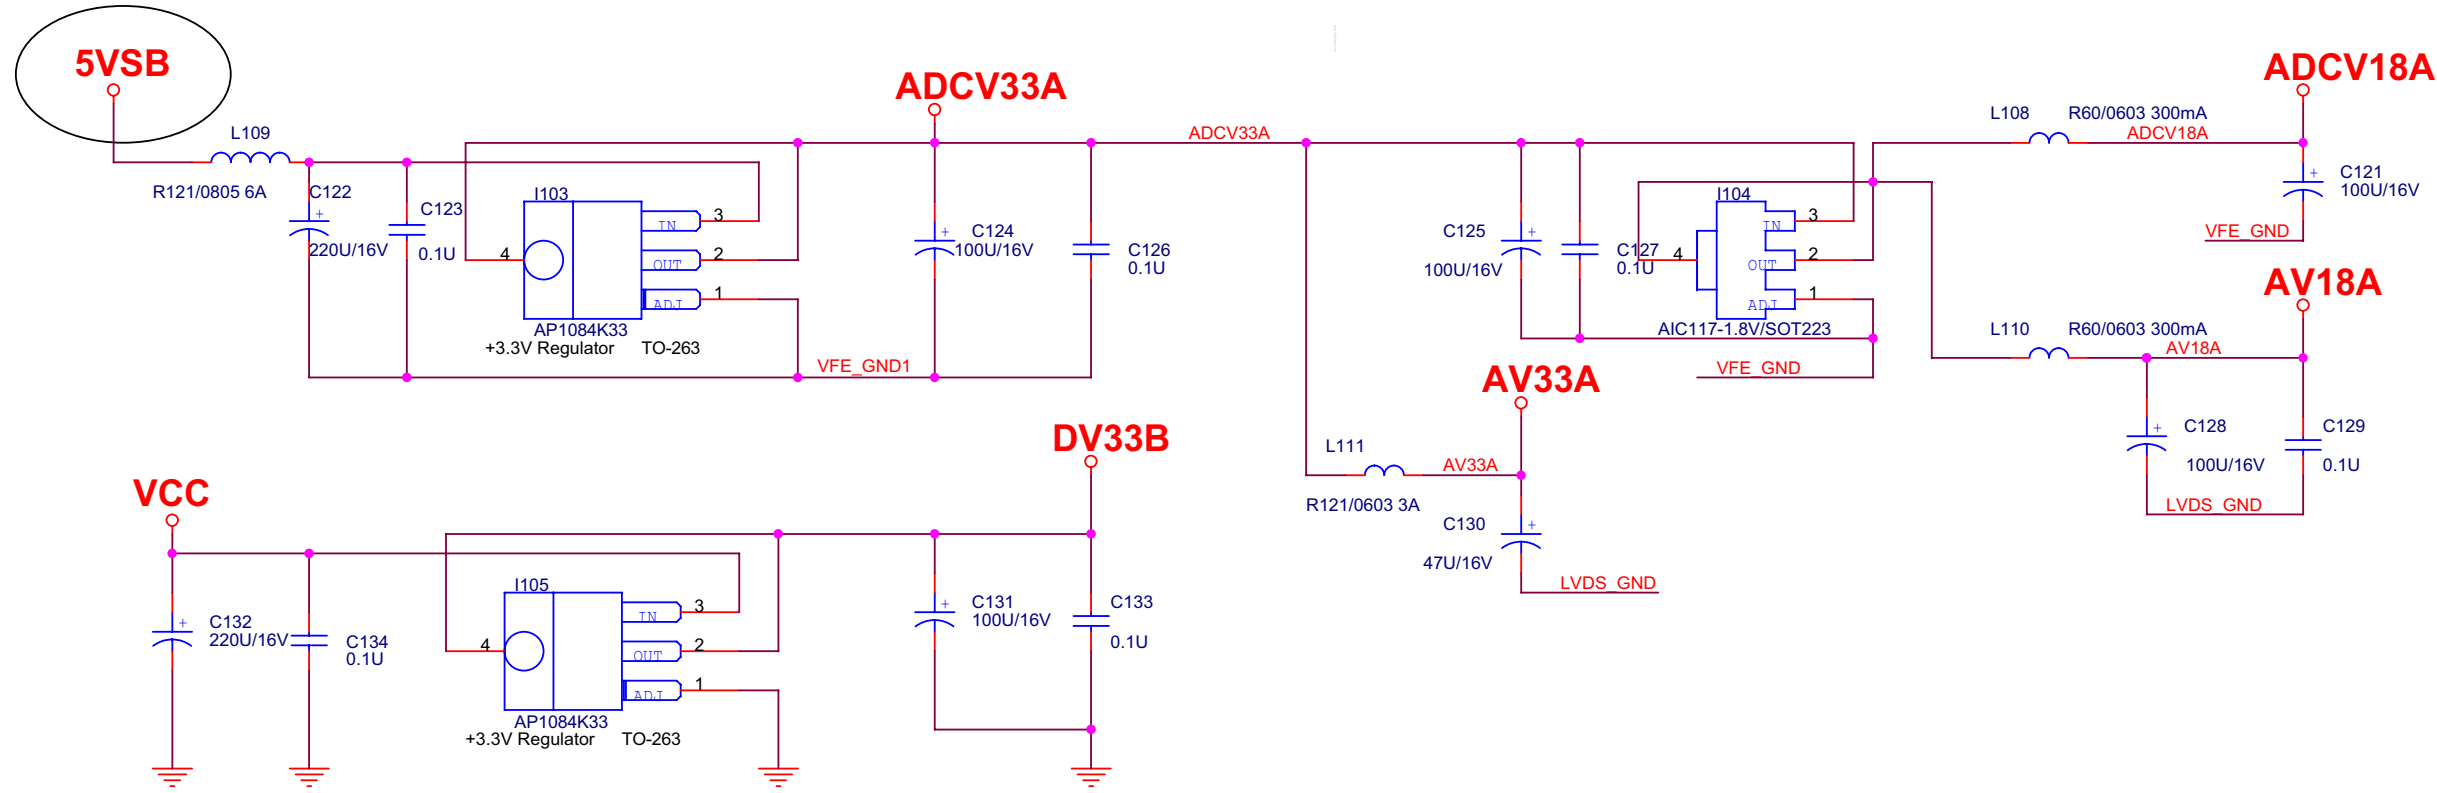 5VSB
L109
R121/0805 6A
C122
220U/16V
C123
0.1U
I103
4
IN
3
OUT
2
ADJ
1
AP1084K33
+3.3V Regulator
TO-263
VFE_GND1
ADCV33A
C124
100U/16V
C126
0.1U
ADCV33A
C125
100U/16V
C127
0.1U
I104
4
IN
3
OUT
2
ADJ
1
AIC117-1.8V/SOT223
VFE_GND
L108
R60/0603 300mA
ADCV18A
ADCV18A
C121
100U/16V
VFE_GND
AV18A
L110
R60/0603 300mA
AV18A
C128
100U/16V
C129
0.1U
LVDS_GND
AV33A
L111
AV33A
R121/0603 3A
C130
47U/16V
LVDS_GND
VCC
C132
220U/16V
C134
0.1U
I105
4
IN
3
OUT
2
ADJ
1
AP1084K33
+3.3V Regulator
TO-263
DV33B
C131
100U/16V
C133
0.1U